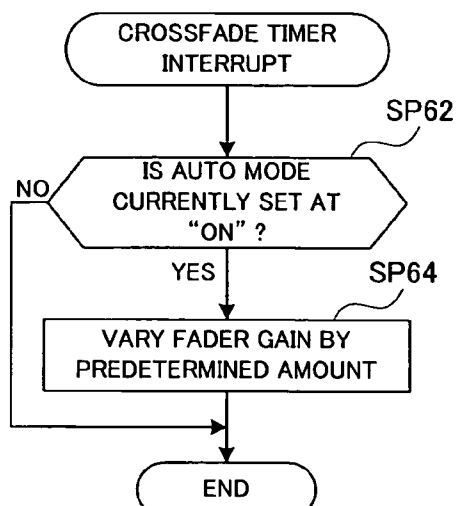 CROSSFADE TIMER
INTERRUPT
SP62
IS AUTO MODE
CURRENTLY SET AT
“ON” ?
NO
YES
SP64
VARY FADER GAIN BY
PREDETERMINED AMOUNT
END